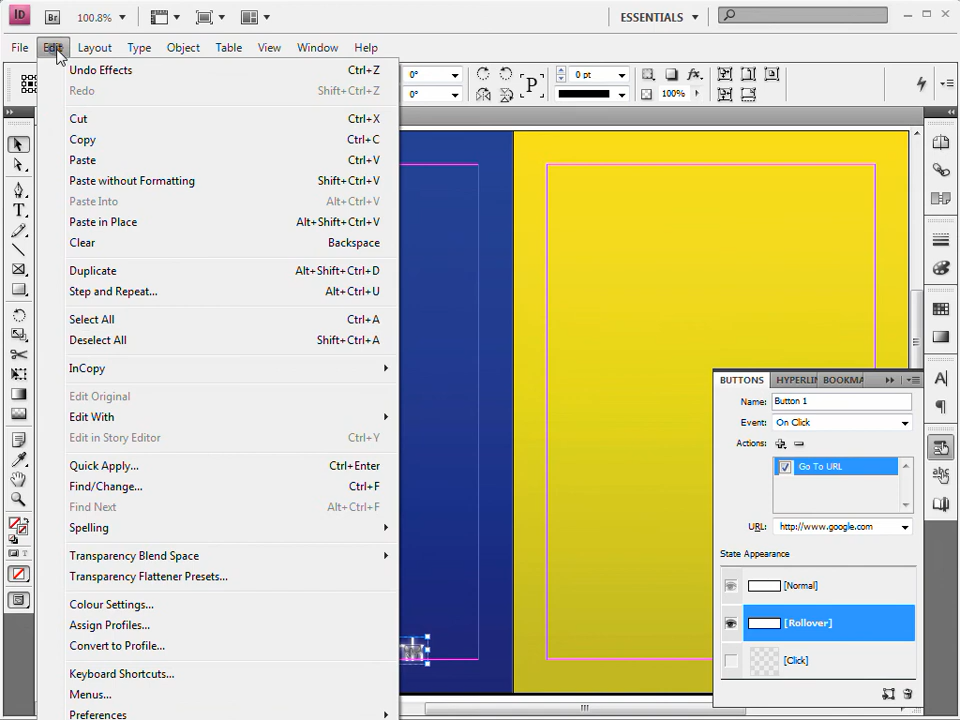 ID Br 100.8% ESSENTIALS
File Edit Layout Type Object Table View Window Help
Undo Effects Ctrl+Z
Redo Shift+Ctrl+Z
Cut Ctrl+X
Copy Ctrl+C
Paste Ctrl+V
Paste without Formatting Shift+Ctrl+V
Paste Into Alt+Ctrl+V
Paste in Place Alt+Shift+Ctrl+V
Clear Backspace
Duplicate Alt+Shift+Ctrl+D
Step and Repeat... Alt+Ctrl+U
Select All Ctrl+A
Deselect All Shift+Ctrl+A
InCopy
Edit Original
Edit With
Edit in Story Editor Ctrl+Y
Quick Apply... Ctrl+Enter
Find/Change... Ctrl+F
Find Next Alt+Ctrl+F
Spelling
Transparency Blend Space
Transparency Flattener Presets...
Colour Settings...
Assign Profiles...
Convert to Profile...
Keyboard Shortcuts...
Menus...
Preferences
0° 0 pt
0° 100%
BUTTONS HYPERLIN BOOKMA
Name: Button 1
Event: On Click
Actions:
Go To URL
URL: http://www.google.com
State Appearance
[Normal]
[Rollover]
[Click]